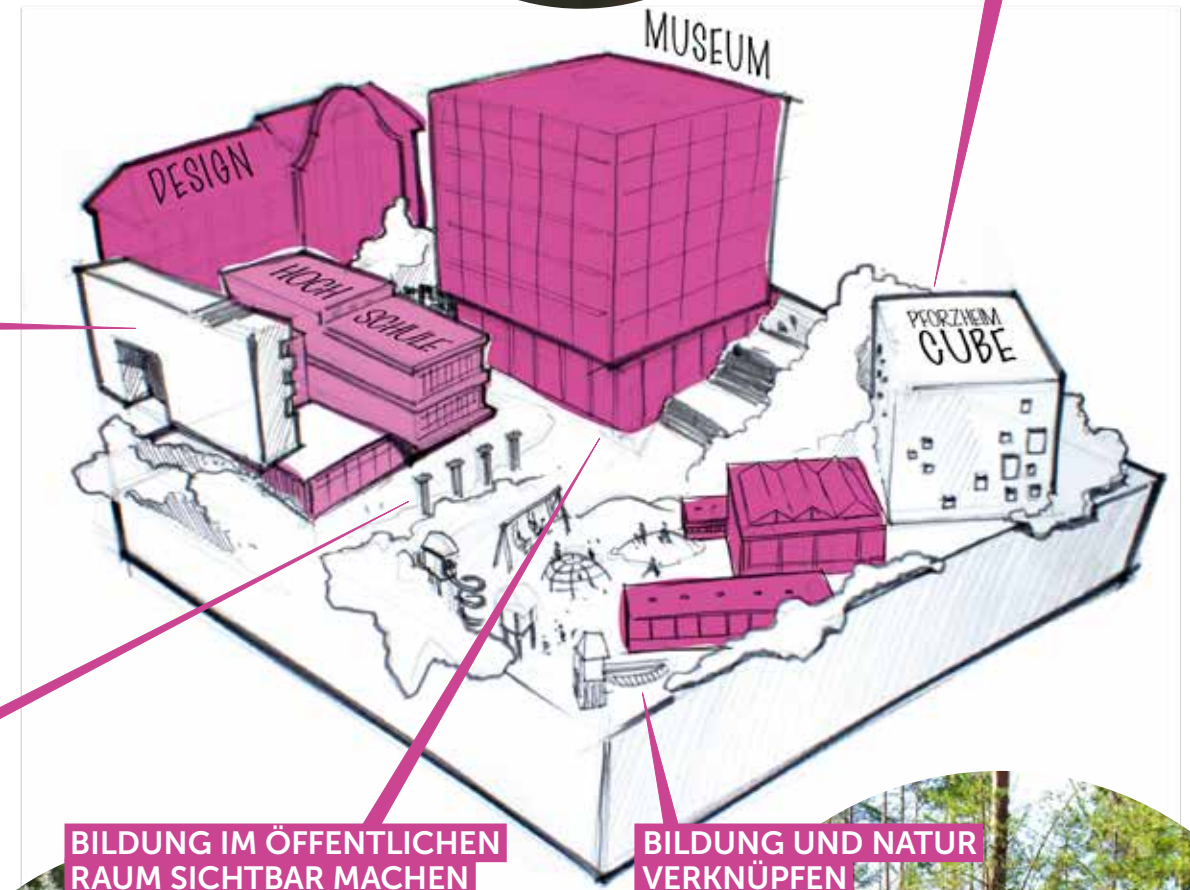 MUSEUM
DESIGN
HOCH
SCHULE
PFORZHEIM
CUBE
BILDUNG IM ÖFFENTLICHEN
RAUM SICHTBAR MACHEN
BILDUNG UND NATUR
VERKNÜPFEN